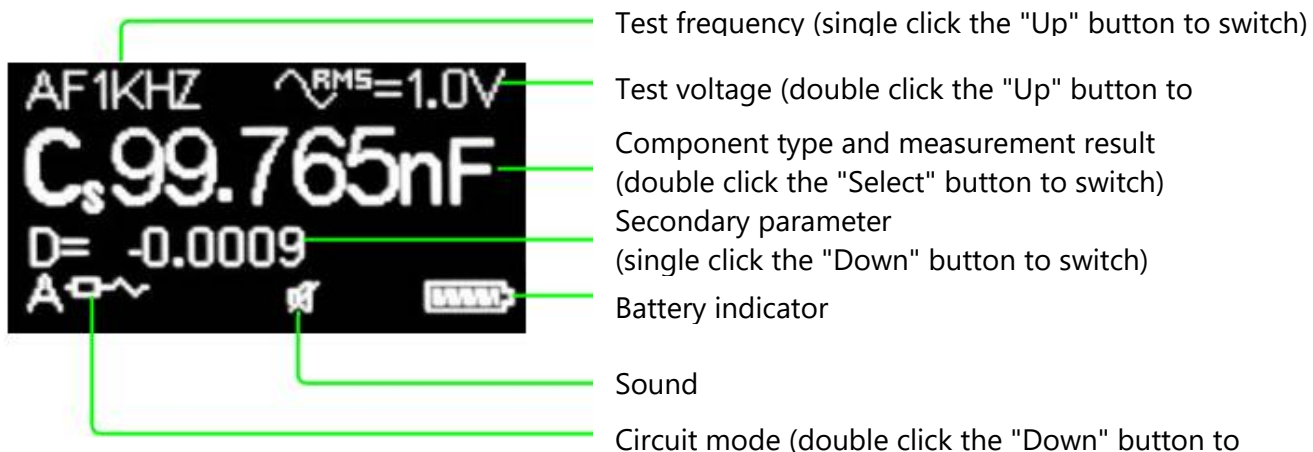 Test frequency (single click the "Up" button to switch)
AF1KHZ RMS=1.0V
Test voltage (double click the "Up" button to
Cs99.765nF
Component type and measurement result
(double click the "Select" button to switch)
D= -0.0009
Secondary parameter
(single click the "Down" button to switch)
A
Battery indicator
Sound
Circuit mode (double click the "Down" button to